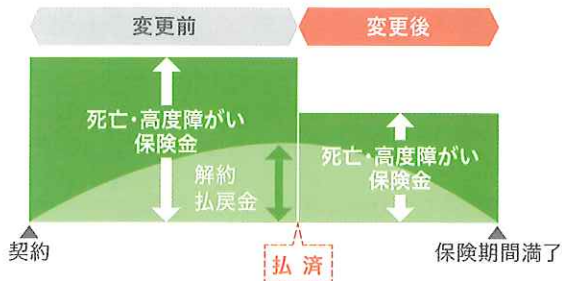 変更前
変更後
死亡・高度障がい
保険金
解約
払戻金
死亡・高度障がい
保険金
契約
払済
保険期間満了